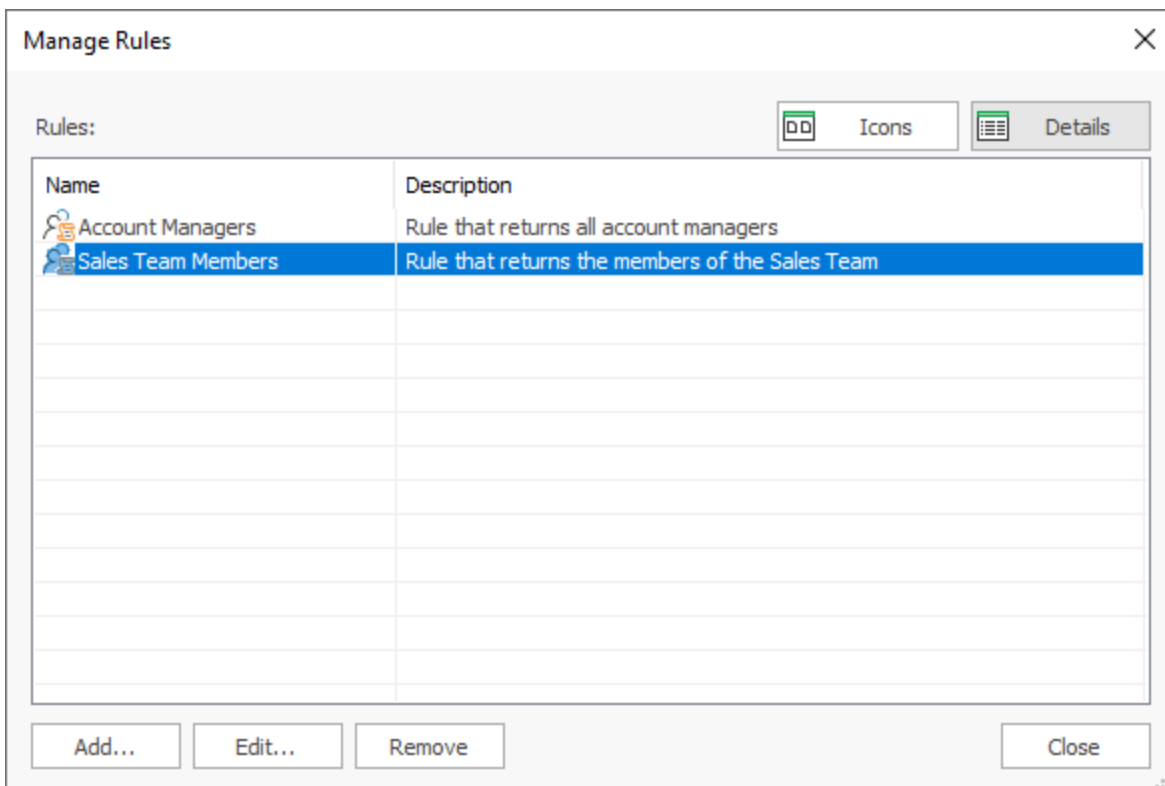 Manage Rules
Rules:
Icons
Details
Name
Description
Account Managers
Rule that returns all account managers
Sales Team Members
Rule that returns the members of the Sales Team
Add...
Edit...
Remove
Close